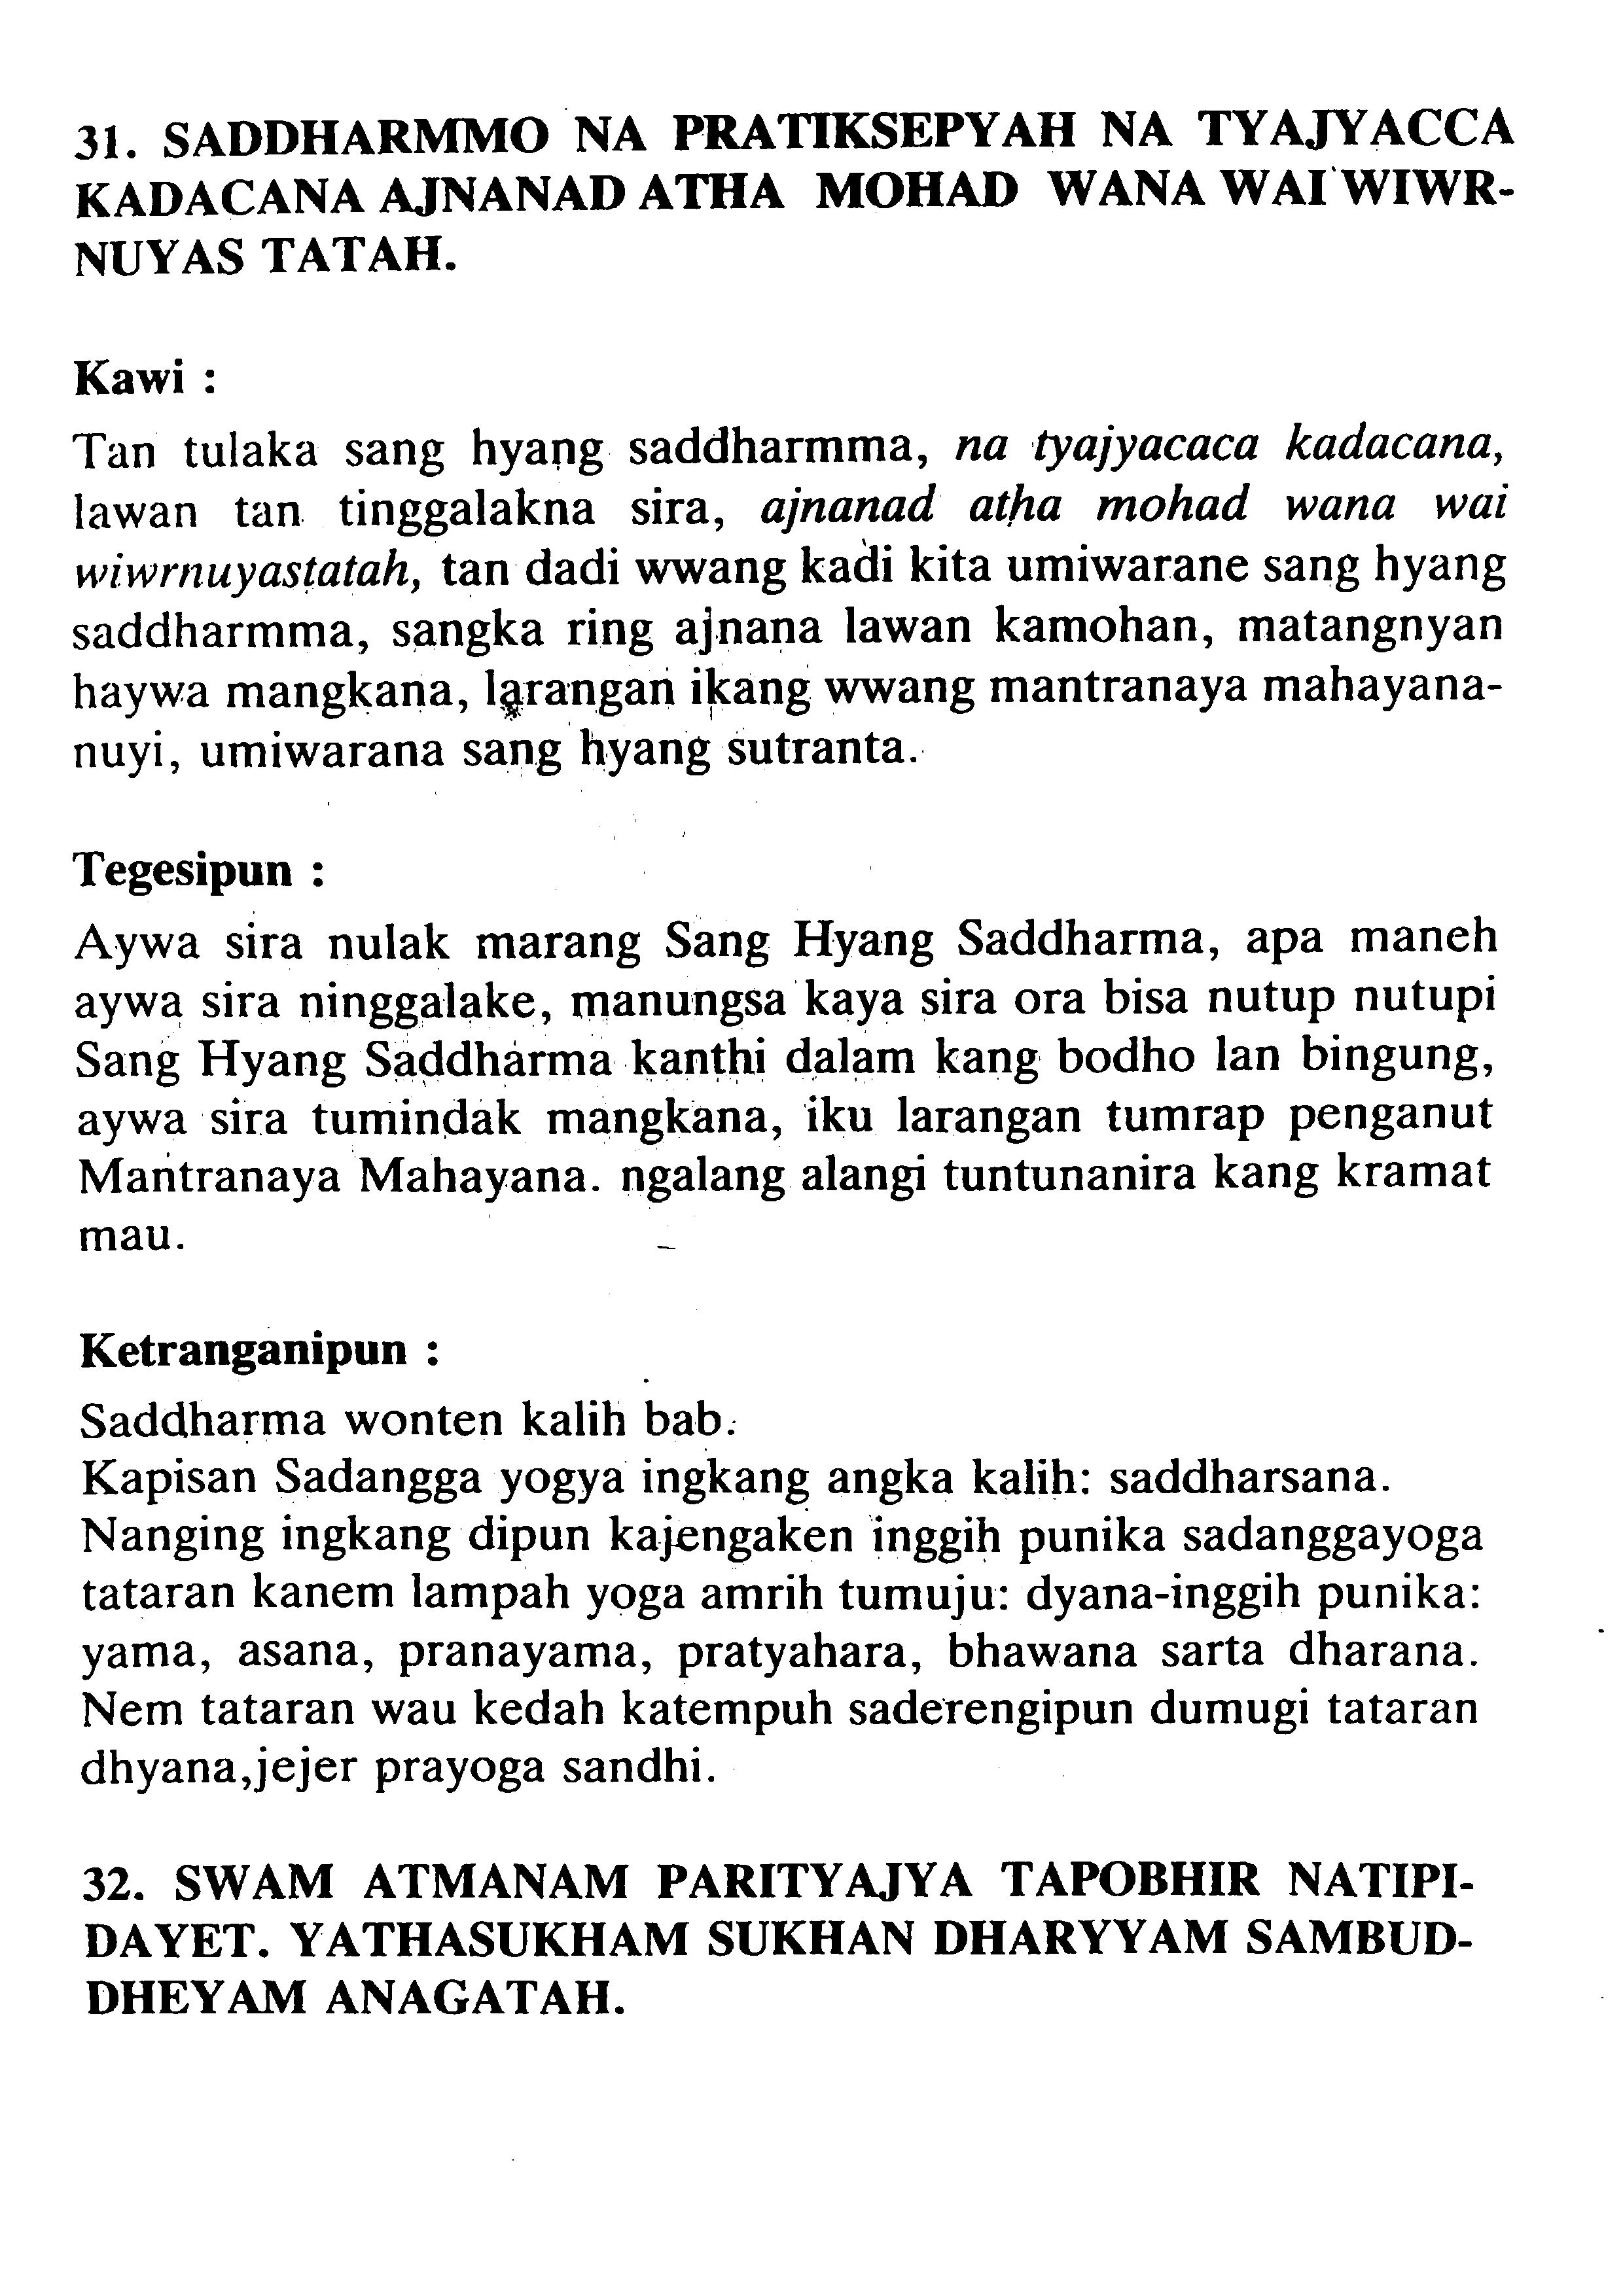 31. SADDHARMMO NA PRATIKSEPYAH NA TYAJYACCA
KADACANA AJNANAD ATHA MOHAD WANA WAI WIWR-
NUYAS TATAH.
Kawi :
Tan tulaka sang hyang saddharmma, na tyajyacaca kadacana,
lawan tan tinggalakna sira, ajnanad atha mohad wana wai
wiwrnuyastatah, tan dadi wwang kadi kita umiwarane sang hyang
saddharmma, sangka ring ajnana lawan kamohan, matangnyan
haywa mangkana, larangan ikang wwang mantranaya mahayana-
nuyi, umiwarana sang hyang sutranta.
Tegesipun :
Aywa sira nulak marang Sang Hyang Saddharma, apa maneh
aywa sira ninggalake, manungsa kaya sira ora bisa nutup nutupi
Sang Hyang Saddharma kanthi dalam kang bodho lan bingung,
aywa sira tumindak mangkana, iku larangan tumrap penganut
Mantranaya Mahayana. ngalang alangi tuntunanira kang kramat
mau.
Ketranganipun :
Saddharma wonten kalih bab.
Kapisan Sadangga yogya ingkang angka kalih: saddharsana.
Nanging ingkang dipun kajengaken inggih punika sadanggayoga
tataran kanem lampah yoga amrih tumuju: dyana-inggih punika:
yama, asana, pranayama, pratyahara, bhawana sarta dharana.
Nem tataran wau kedah katempuh saderengipun dumugi tataran
dhyana,jejer prayoga sandhi.
32. SWAM ATMANAM PARITYAJYA TAPOBHIR NATIPI-
DAYET. YATHASUKHAM SUKHAN DHARYYAM SAMBUD-
DHEYAM ANAGATAH.